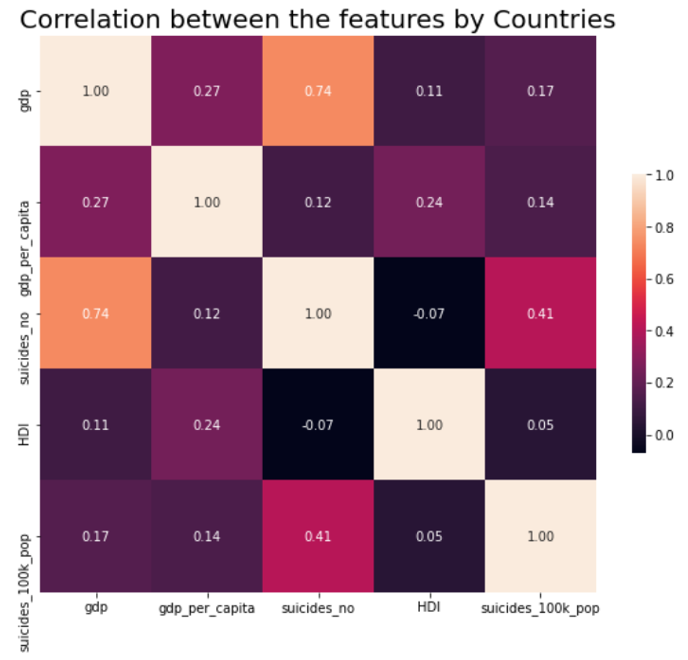 Correlation between the features by Countries
gdp
1.00 0.27 0.74 0.11 0.17
gdp_per_capita
0.27 1.00 0.12 0.24 0.14
suicides_no
0.74 0.12 1.00 -0.07 0.41
HDI
0.11 0.24 -0.07 1.00 0.05
suicides_100k_pop
0.17 0.14 0.41 0.05 1.00
gdp gdp_per_capita suicides_no HDI suicides_100k_pop
1.0
0.8
0.6
0.4
0.2
0.0